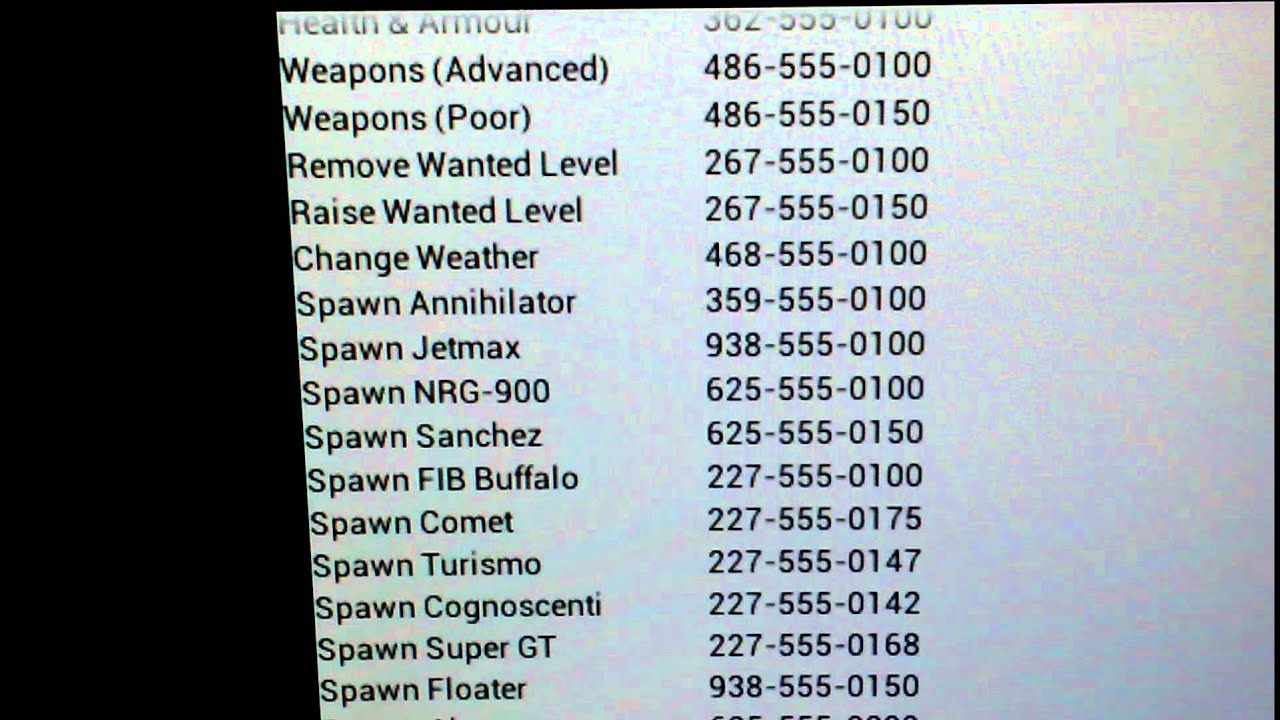 Health & Armour 362-555-0100
Weapons (Advanced) 486-555-0100
Weapons (Poor) 486-555-0150
Remove Wanted Level 267-555-0100
Raise Wanted Level 267-555-0150
Change Weather 468-555-0100
Spawn Annihilator 359-555-0100
Spawn Jetmax 938-555-0100
Spawn NRG-900 625-555-0100
Spawn Sanchez 625-555-0150
Spawn FIB Buffalo 227-555-0100
Spawn Comet 227-555-0175
Spawn Turismo 227-555-0147
Spawn Cognoscenti 227-555-0142
Spawn Super GT 227-555-0168
Spawn Floater 938-555-0150